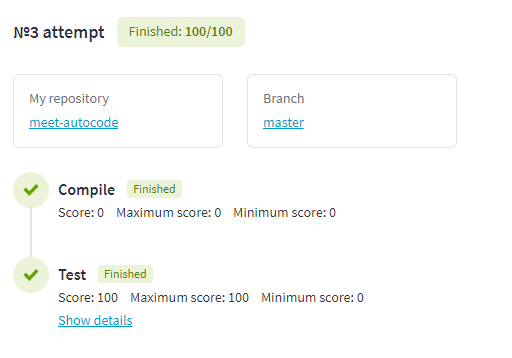 №3 attempt Finished: 100/100
My repository Branch
meet-autocode master
Compile Finished
Score: 0 Maximum score: 0 Minimum score: 0
Test Finished
Score: 100 Maximum score: 100 Minimum score: 0
Show details